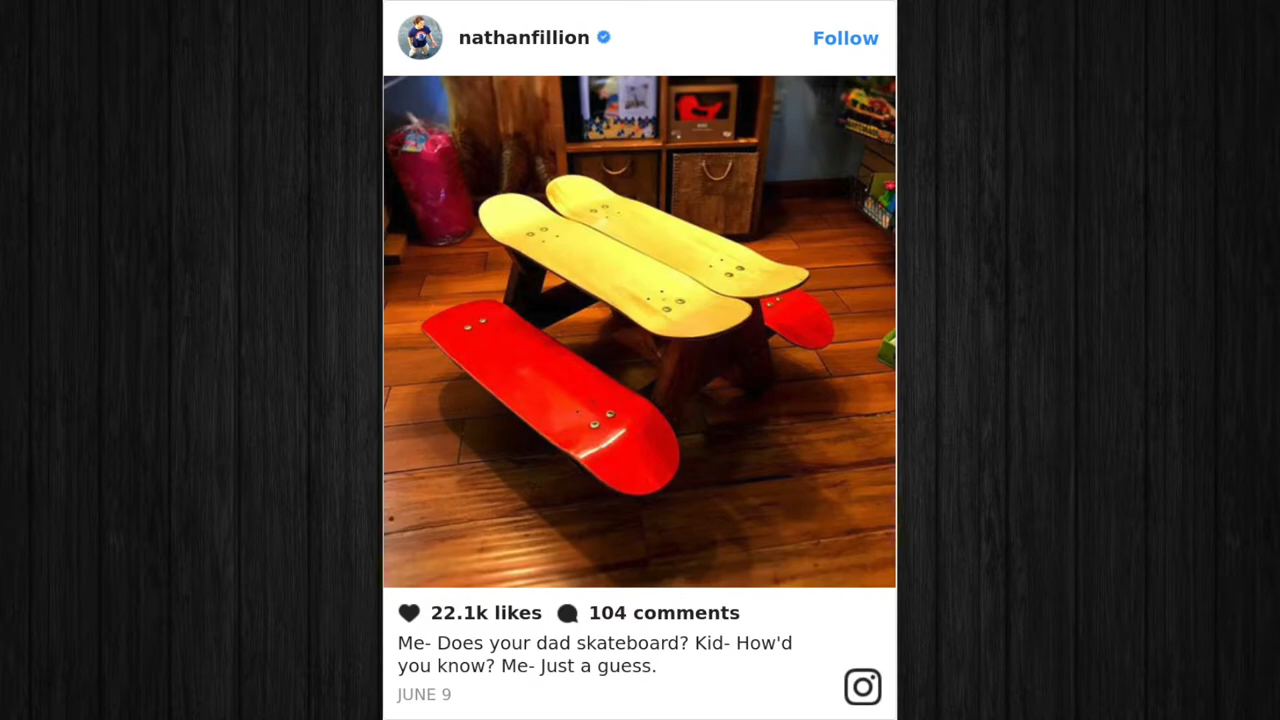 nathanfillion
Follow
22.1k likes 104 comments
Me- Does your dad skateboard? Kid- How'd
you know? Me- Just a guess.
JUNE 9